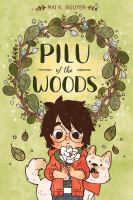 MAI K. NGUYEN
PILU
of the
WOODS